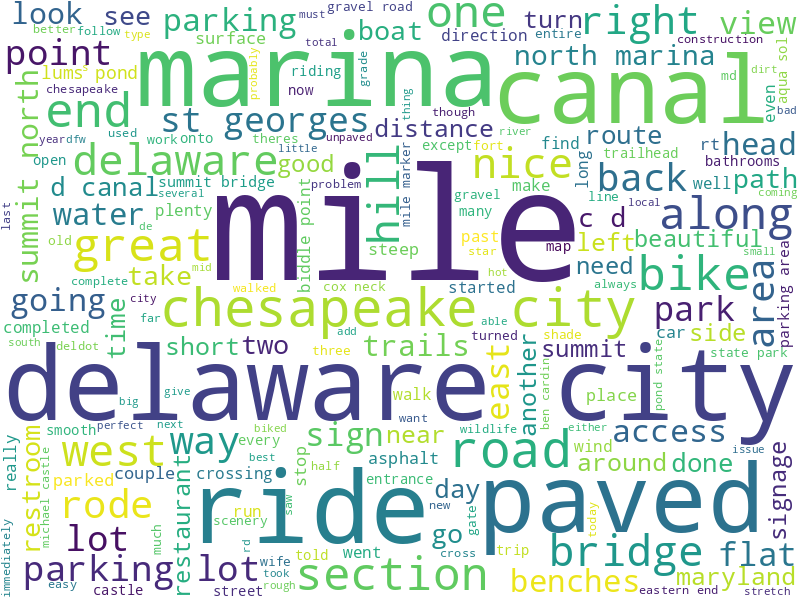 look see
parking
one
turn
right
view
better
follow
type
gravel road
must
total
entire
construction
point
surface
boat
direction
north marina
marina
canal
lums pond
probably
grade
riding
now
md
dirt
aqua sol
chesapeake
end
st georges
distance
thing
though
unpaved
fort
river
even
bad
summit north
year
dfw
used
work
onto
theres
except
find
route
rt
head
open
delaware
good
little
nice
long
trailhead
bathrooms
d canal
summit bridge
several
problem
mile marker
hill
back
well
path
coming
water
plenty
biddle point
mile
gravel
many
make
line
local
along
last
old
de
steep
past
star
c d
map
left
beautiful
great
take
mid
cox neck
started
hot
need
always
small
area
parking area
going
complete
walked
chesapeake city
bike
completed
time
city
far
add
able
turned
shade
park
car
side
south
deldot
short
two
three
trails
east
summit
another
ben cardin
place
pond state
state park
delaware city
big
give
walk
want
smooth
perfect
next
biked
sign
near
wildlife
either
access
west
way
every
stop
wind
issue
really
restroom
michael castle
parked
couple
crossing
best
half
asphalt
road
around
done
signage
rode
restaurant
run
scenery
saw
ride
entrance
day
new
gate
paved
today
immediately
lot
much
rd
told
went
go
cross
trip
bridge
flat
parking lot
wife
took
section
benches
maryland
easy
castle
street
rough
eastern end
stretch